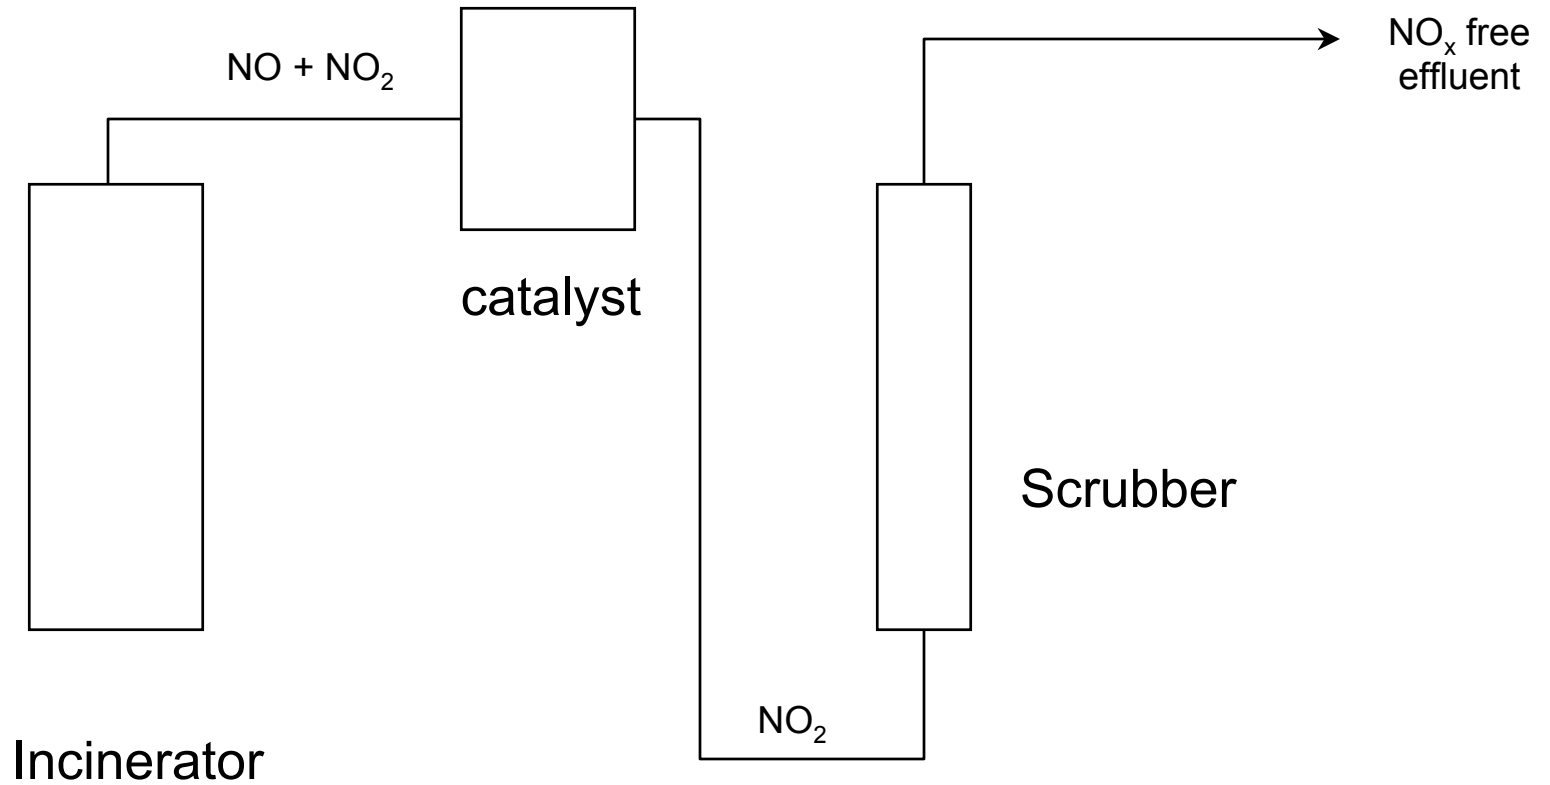 NO + NO₂
NOₓ free
effluent
catalyst
Scrubber
NO₂
Incinerator